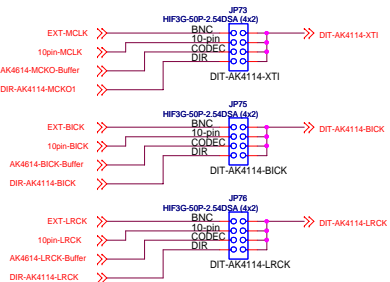 JP73
HIF3G-50P-2.54DSA (4x2)
EXT-MCLK
BNC
DIT-AK4114-XTI
10-pin
10pin-MCLK
CODEC
AK4614-MCKO-Buffer
DIR
DIR-AK4114-MCKO1
DIT-AK4114-XTI
JP75
HIF3G-50P-2.54DSA (4x2)
EXT-BICK
BNC
DIT-AK4114-BICK
10-pin
10pin-BICK
CODEC
AK4614-BICK-Buffer
DIR
DIR-AK4114-BICK
DIT-AK4114-BICK
JP76
HIF3G-50P-2.54DSA (4x2)
EXT-LRCK
BNC
DIT-AK4114-LRCK
10-pin
10pin-LRCK
CODEC
AK4614-LRCK-Buffer
DIR
DIR-AK4114-LRCK
DIT-AK4114-LRCK